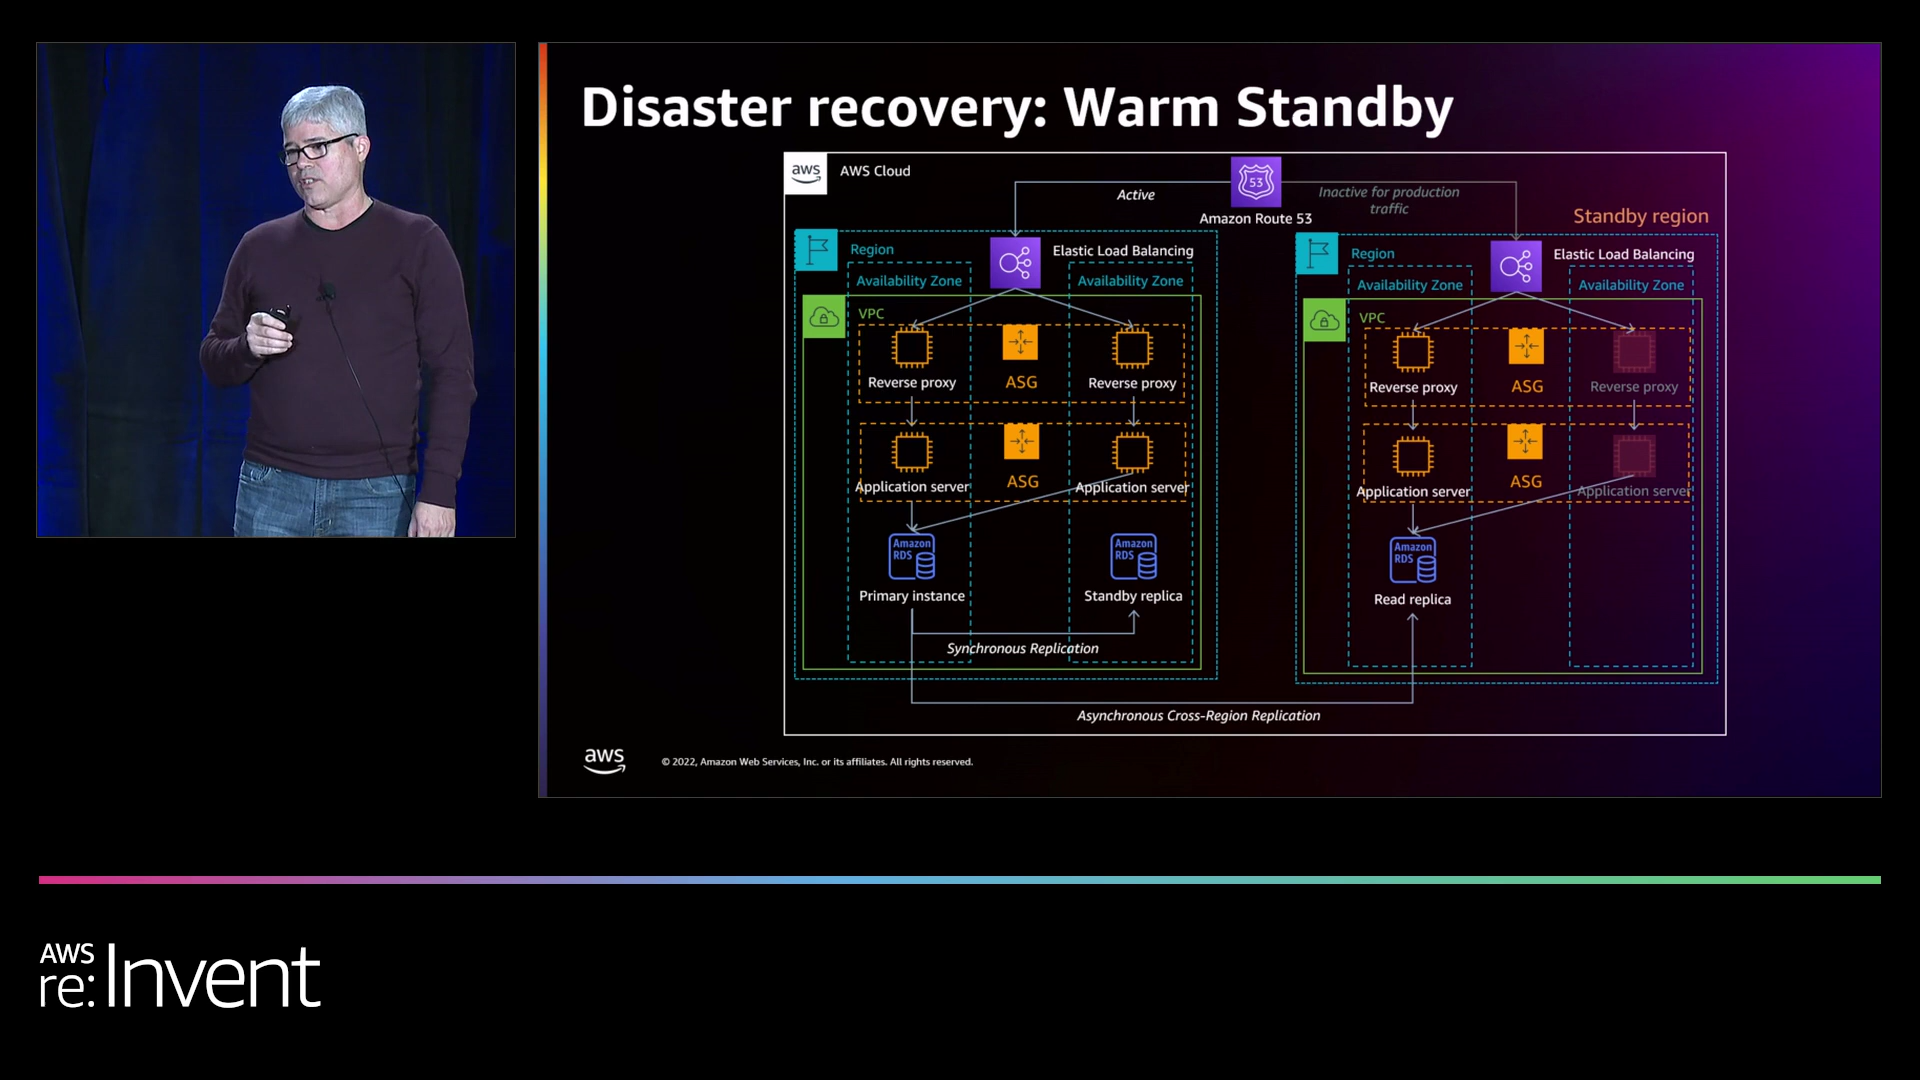 Disaster recovery: Warm Standby
aws
AWS Cloud
53
Active
Inactive for production
traffic
Amazon Route 53
Standby region
Region
Elastic Load Balancing
Availability Zone
Availability Zone
VPC
Reverse proxy
ASG
Reverse proxy
Application server
ASG
Application server
Amazon
RDS
Primary instance
Amazon
RDS
Standby replica
Synchronous Replication
Region
Elastic Load Balancing
Availability Zone
Availability Zone
VPC
Reverse proxy
ASG
Reverse proxy
Application server
ASG
Application server
Amazon
RDS
Read replica
Asynchronous Cross-Region Replication
aws
© 2022, Amazon Web Services, Inc. or its affiliates. All rights reserved.
AWS
re:Invent